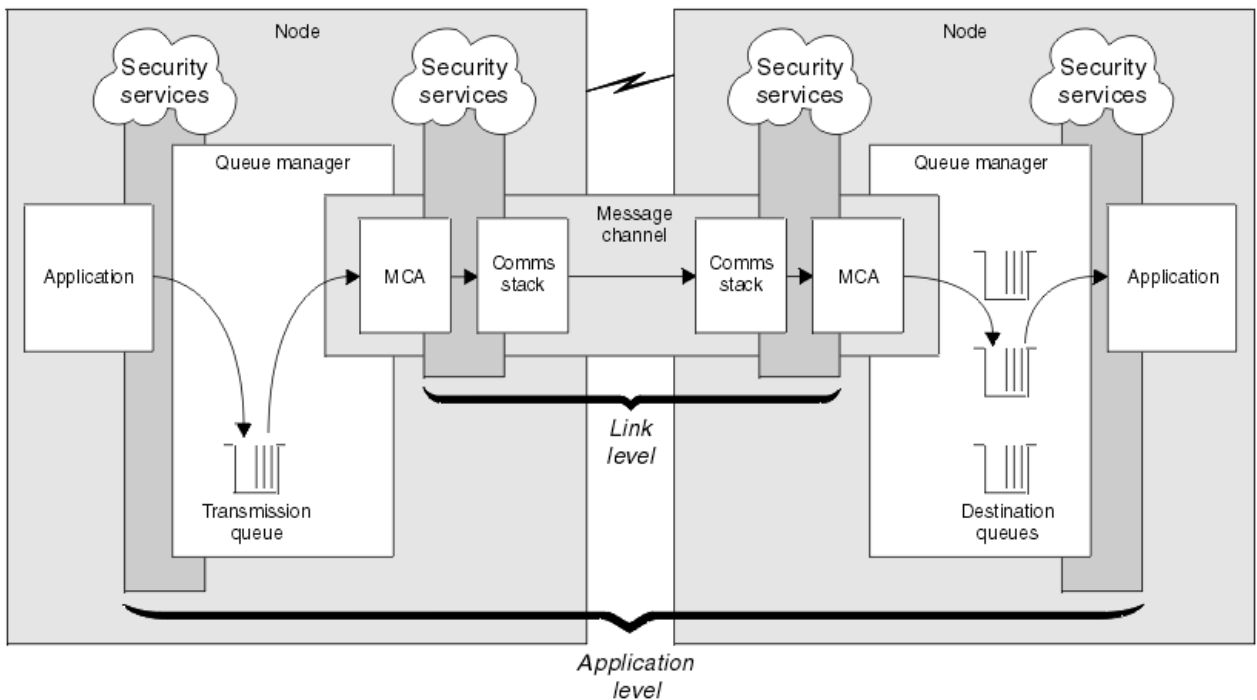 Node
Node
Security
services
Security
services
Security
services
Security
services
Queue manager
Queue manager
Message
channel
Application
MCA
Comms
stack
Comms
stack
MCA
Application
Link
level
Transmission
queue
Destination
queues
Application
level